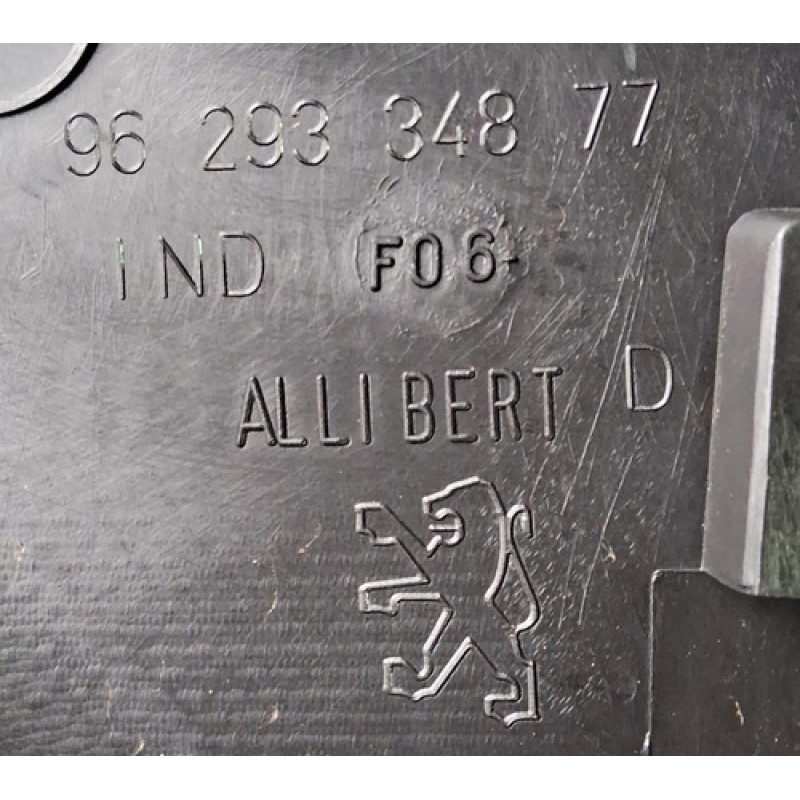 96 293 348 77
IND F06-
ALLIBERT D